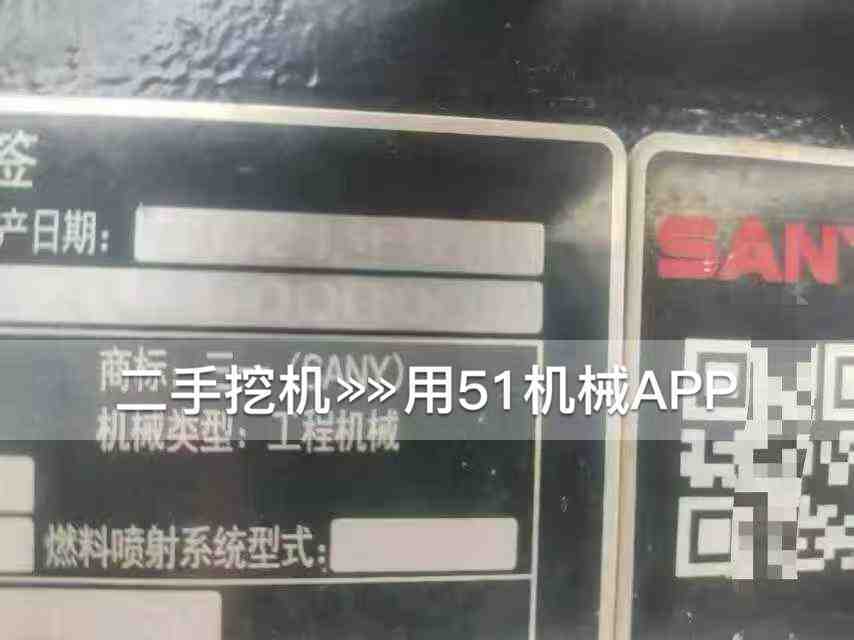 签
产日期:
SANY
商标:三一(SANY)
二手挖机»»用51机械APP
机械类型:工程机械
燃料喷射系统型式: